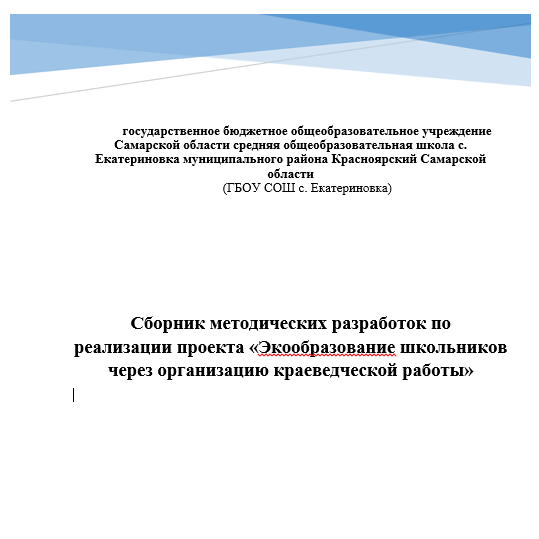 государственное бюджетное общеобразовательное учреждение
Самарской области средняя общеобразовательная школа с.
Екатериновка муниципального района Красноярский Самарской
области
(ГБОУ СОШ с. Екатериновка)
Сборник методических разработок по
реализации проекта «Экообразование школьников
через организацию краеведческой работы»